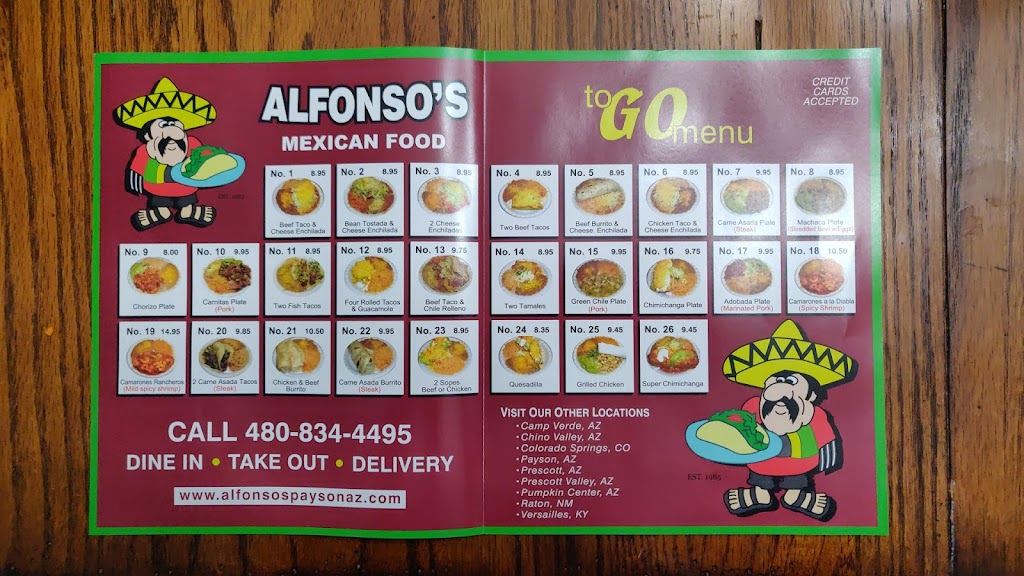 ALFONSO'S
MEXICAN FOOD
to GO menu
CREDIT
CARDS
ACCEPTED
No. 1 8.95
Beef Taco &
Cheese Enchilada
No. 2 8.95
Bean Tostada &
Cheese Enchilada
No. 3 8.95
2 Cheese
Enchiladas
No. 4 8.95
Two Beef Tacos
No. 5 8.95
Beef Burrito &
Cheese Enchilada
No. 6 8.95
Chicken Taco &
Cheese Enchilada
No. 7 9.95
Carne Asada Plate
(Steak)
No. 8 8.95
Machaca Plate
(Shredded beef w/Egg)
No. 9 8.00
Chorizo Plate
No. 10 9.95
Carnitas Plate
(Pork)
No. 11 8.95
Two Fish Tacos
No. 12 8.95
Four Rolled Tacos
& Guacamole
No. 13 9.75
Beef Taco &
Chile Relleno
No. 14 8.95
Two Tamales
No. 15 9.95
Green Chile Plate
(Pork)
No. 16 9.75
Chimichanga Plate
No. 17 9.95
Adobada Plate
(Marinated Pork)
No. 18 10.50
Camarones a la Diabla
(Spicy Shrimp)
No. 19 14.95
Camarones Rancheros
(Mild spicy shrimp)
No. 20 9.85
2 Carne Asada Tacos
(Steak)
No. 21 10.50
Chicken & Beef
Burrito
No. 22 9.95
Carne Asada Burrito
(Steak)
No. 23 8.95
2 Sopes
Beef or Chicken
No. 24 8.35
Quesadilla
No. 25 9.45
Grilled Chicken
No. 26 9.45
Super Chimichanga
CALL 480-834-4495
DINE IN • TAKE OUT • DELIVERY
www.alfonsospaysonaz.com
VISIT OUR OTHER LOCATIONS
• Camp Verde, AZ
• Chino Valley, AZ
• Colorado Springs, CO
• Payson, AZ
• Prescott, AZ
• Prescott Valley, AZ
• Pumpkin Center, AZ
• Raton, NM
• Versailles, KY
EST. 1985